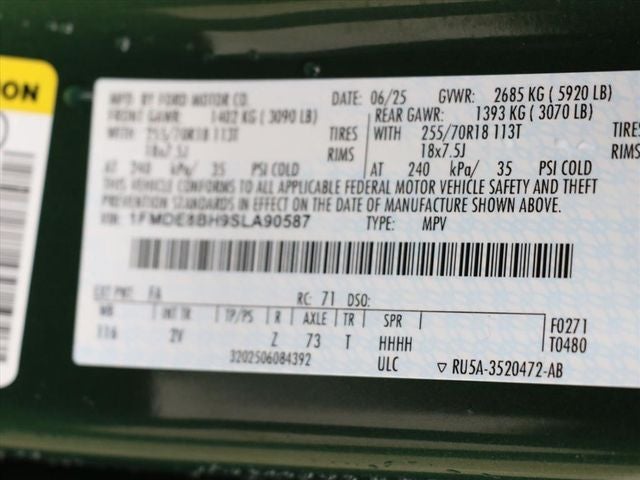 ON
MFD. BY FORD MOTOR CO. DATE: 06/25 GVWR: 2685 KG ( 5920 LB)
FRONT GAWR: 1402 KG ( 3090 LB) REAR GAWR: 1393 KG ( 3070 LB)
WITH 255/70R18 113T TIRES WITH 255/70R18 113T TIRES
18x7.5J RIMS 18x7.5J RIMS
AT 240 kPa/ 35 PSI COLD AT 240 kPa/ 35 PSI COLD
THIS VEHICLE CONFORMS TO ALL APPLICABLE FEDERAL MOTOR VEHICLE SAFETY AND THEFT
PREVENTION STANDARDS IN EFFECT ON THE DATE OF MANUFACTURE SHOWN ABOVE.
VIN: 1FMDE8BH9SLA90587 TYPE: MPV
EXT PNT: FA RC: 71 DSO:
WB INT TR TP/PS R AXLE TR SPR F0271
116 2V Z 73 T HHHH T0480
3202506084392 ULC ▽ RU5A-3520472-AB